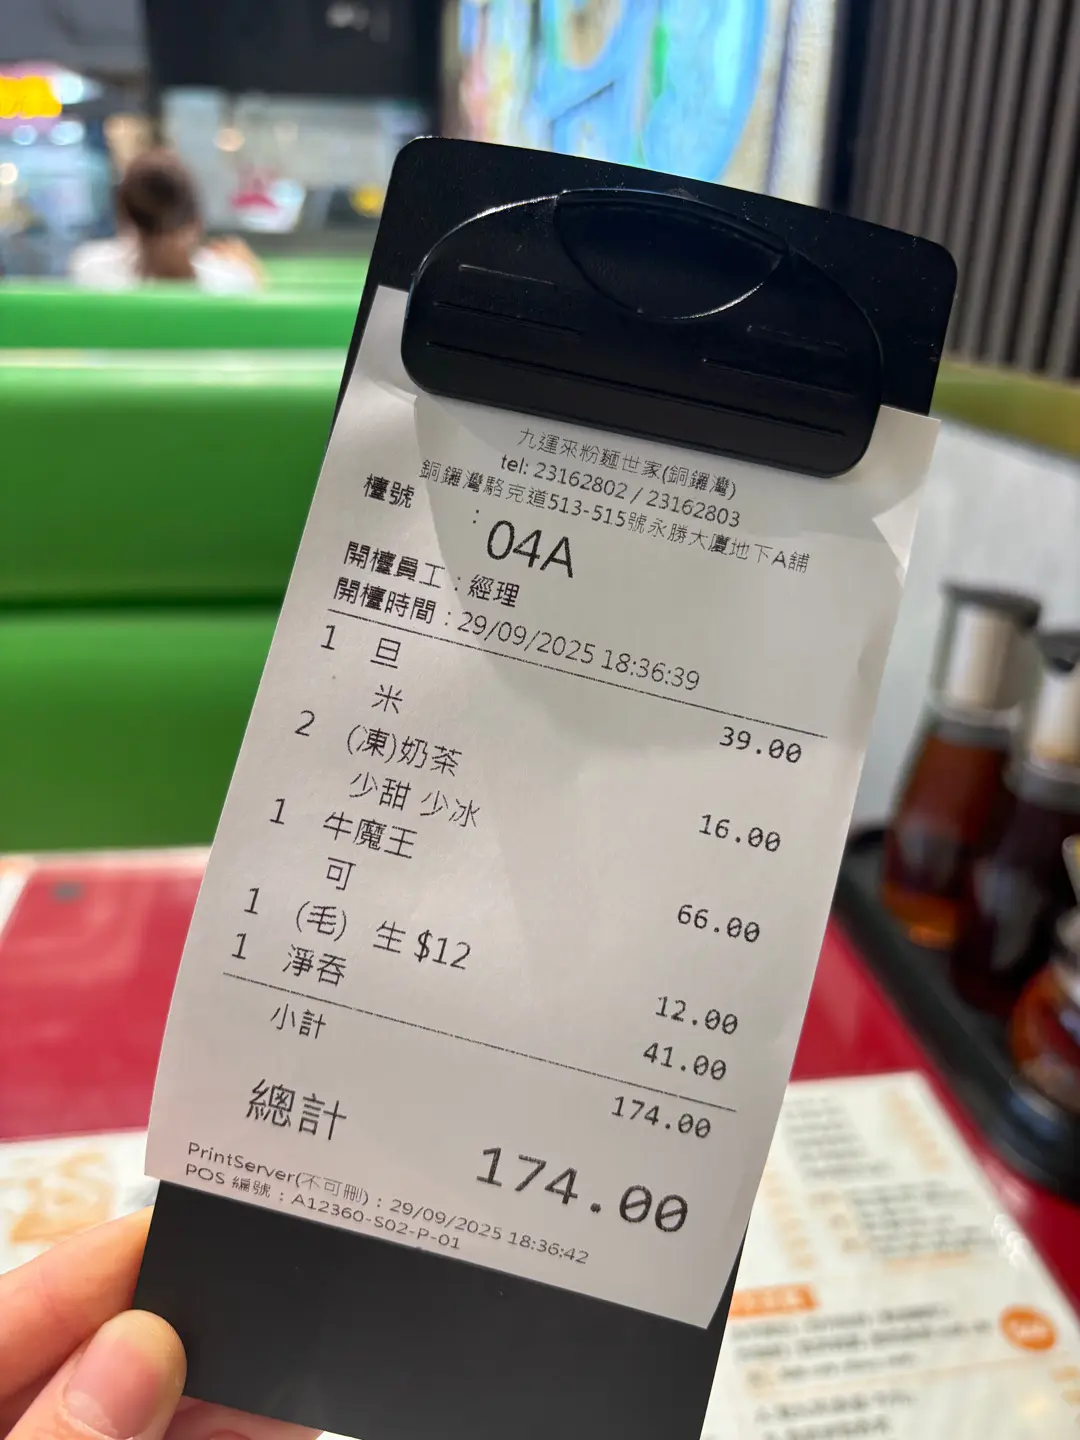 九運來粉麵世家(銅鑼灣)
tel: 23162802 / 23162803
銅鑼灣駱克道513-515號永勝大廈地下A舖
檯號 : 04A
開檯員工 : 經理
開檯時間 : 29/09/2025 18:36:39
1 旦 39.00
米
2 (凍)奶茶 16.00
少甜 少冰
1 牛魔王 66.00
可
1 (毛) 生 $12 12.00
1 淨吞 41.00
小計 174.00
總計 174.00
PrintServer(不可刪) : 29/09/2025 18:36:42
POS 編號 : A12360-S02-P-01